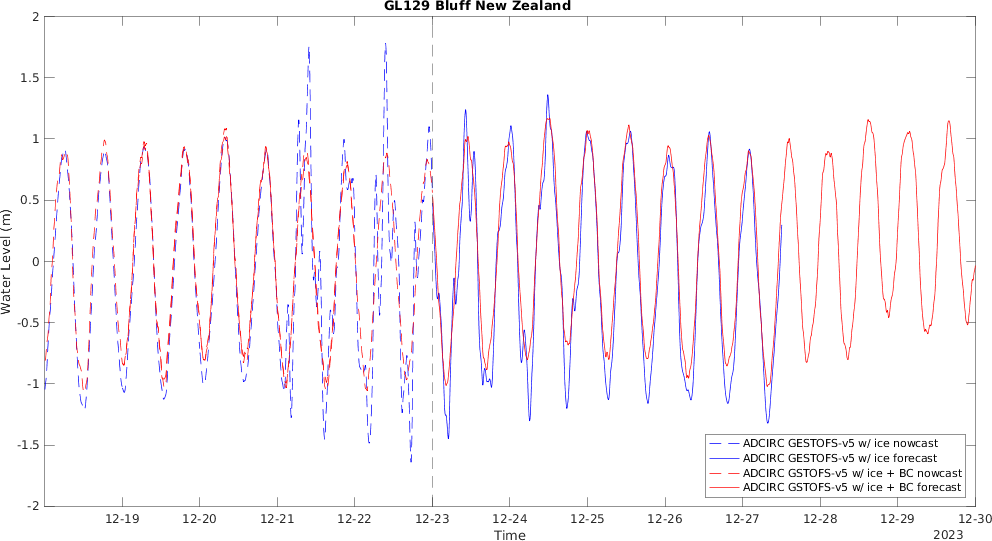 GL129 Bluff New Zealand
2
1.5
1
0.5
0
-0.5
-1
-1.5
-2
Water Level (m)
ADCIRC GESTOFS-v5 w/ ice nowcast
ADCIRC GESTOFS-v5 w/ ice forecast
ADCIRC GSTOFS-v5 w/ ice + BC nowcast
ADCIRC GSTOFS-v5 w/ ice + BC forecast
12-19 12-20 12-21 12-22 12-23 12-24 12-25 12-26 12-27 12-28 12-29 12-30
Time
2023